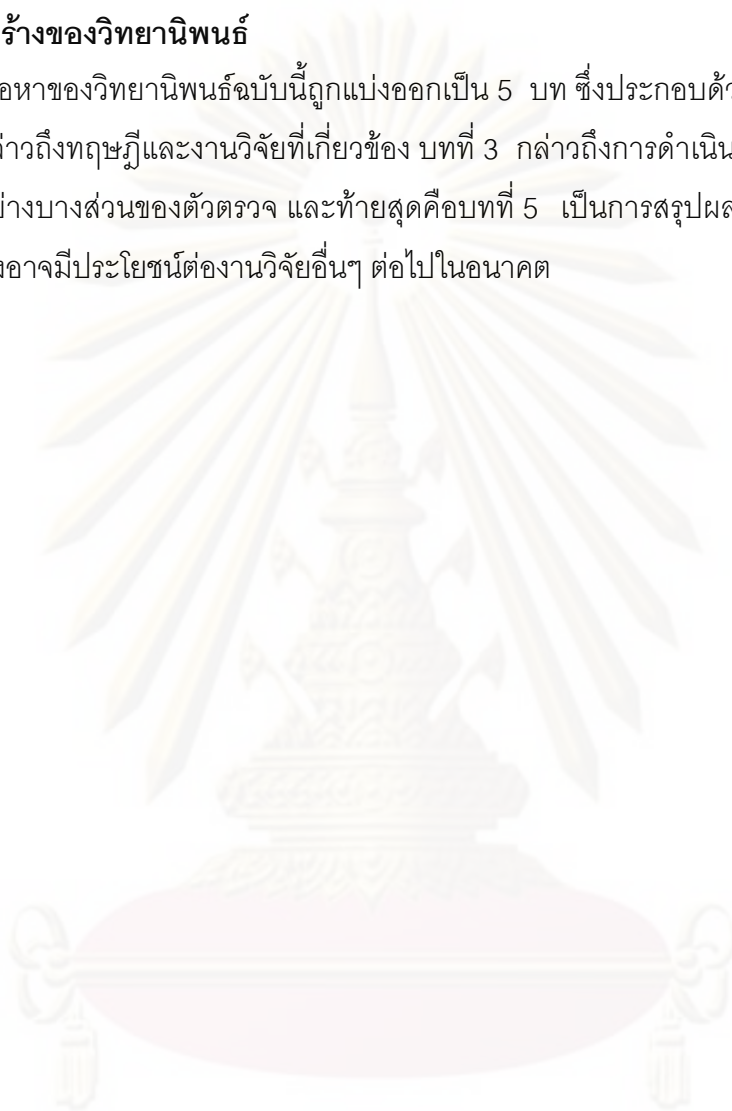 ร้างของวิทยานิพนธ์
อหาของวิทยานิพนธ์ฉบับนี้ถูกแบ่งออกเป็น 5 บท ซึ่งประกอบด้ว
ล่าวถึงทฤษฎีและงานวิจัยที่เกี่ยวข้อง บทที่ 3 กล่าวถึงการดำเนิน
ย่างบางส่วนของตัวตรวจ และท้ายสุดคือบทที่ 5 เป็นการสรุปผล
งอาจมีประโยชน์ต่องานวิจัยอื่นๆ ต่อไปในอนาคต